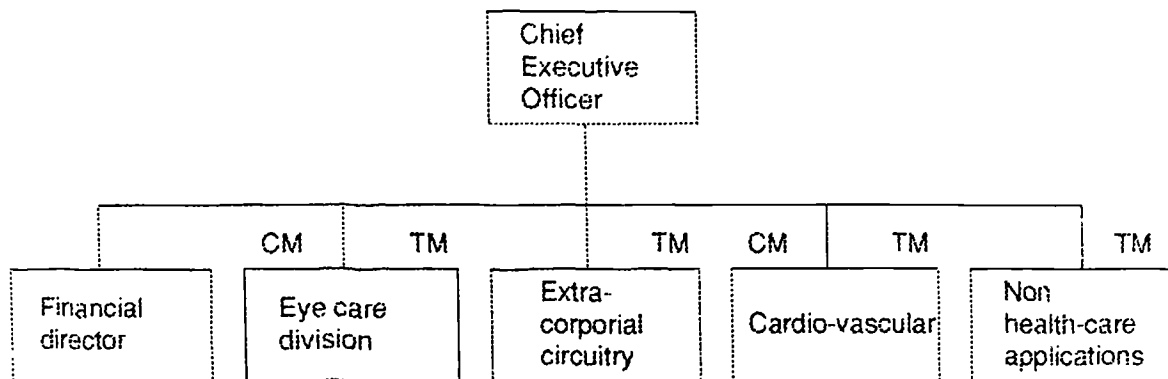 Chief
Executive
Officer
CM TM TM CM TM TM
Financial
director
Eye care
division
Extra-
corporial
circuitry
Cardio-vascular
Non
health-care
applications